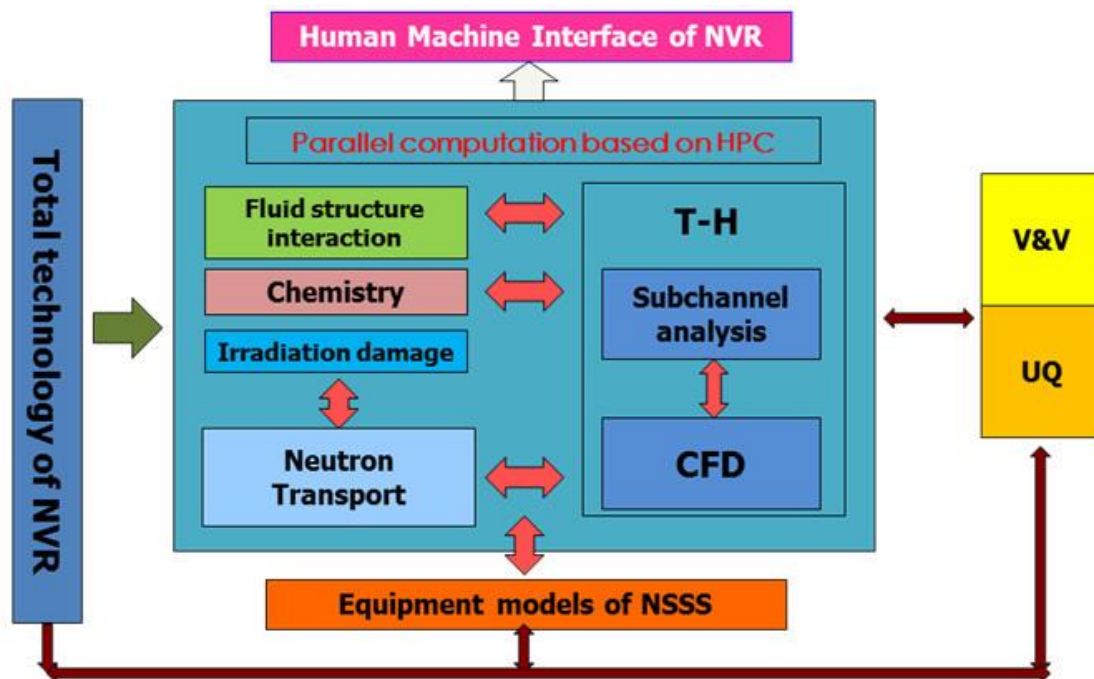 Human Machine Interface of NVR
Total technology of NVR
Parallel computation based on HPC
Fluid structure
interaction
Chemistry
Irradiation damage
Neutron
Transport
T-H
Subchannel
analysis
CFD
V&V
UQ
Equipment models of NSSS